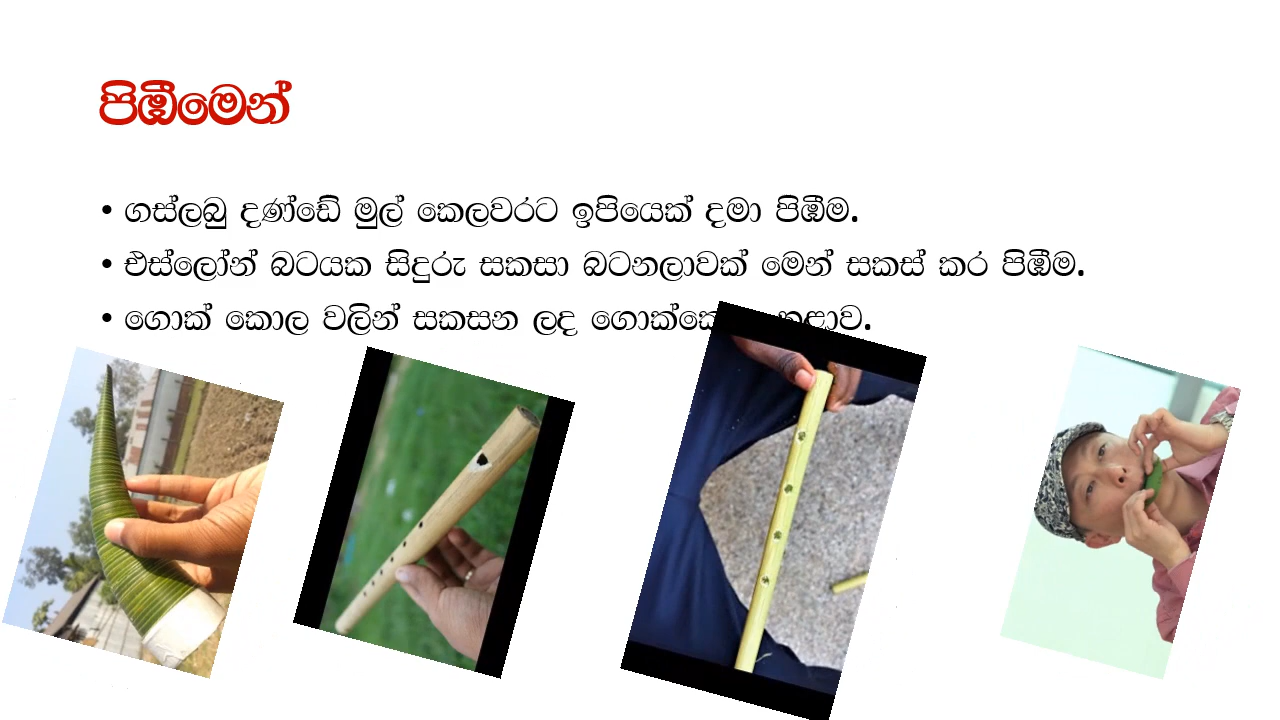 පිඹීමෙන්
• ගස්ලබු දණ්ඩේ මුල් කෙලවරට ඉපියෙක් දමා පිඹීම.
• එස්ලෝන් බටයක සිදුරු සකසා බටනලාවක් මෙන් සකස් කර පිඹීම.
• ගොක් කොල වලින් සකසන ලද